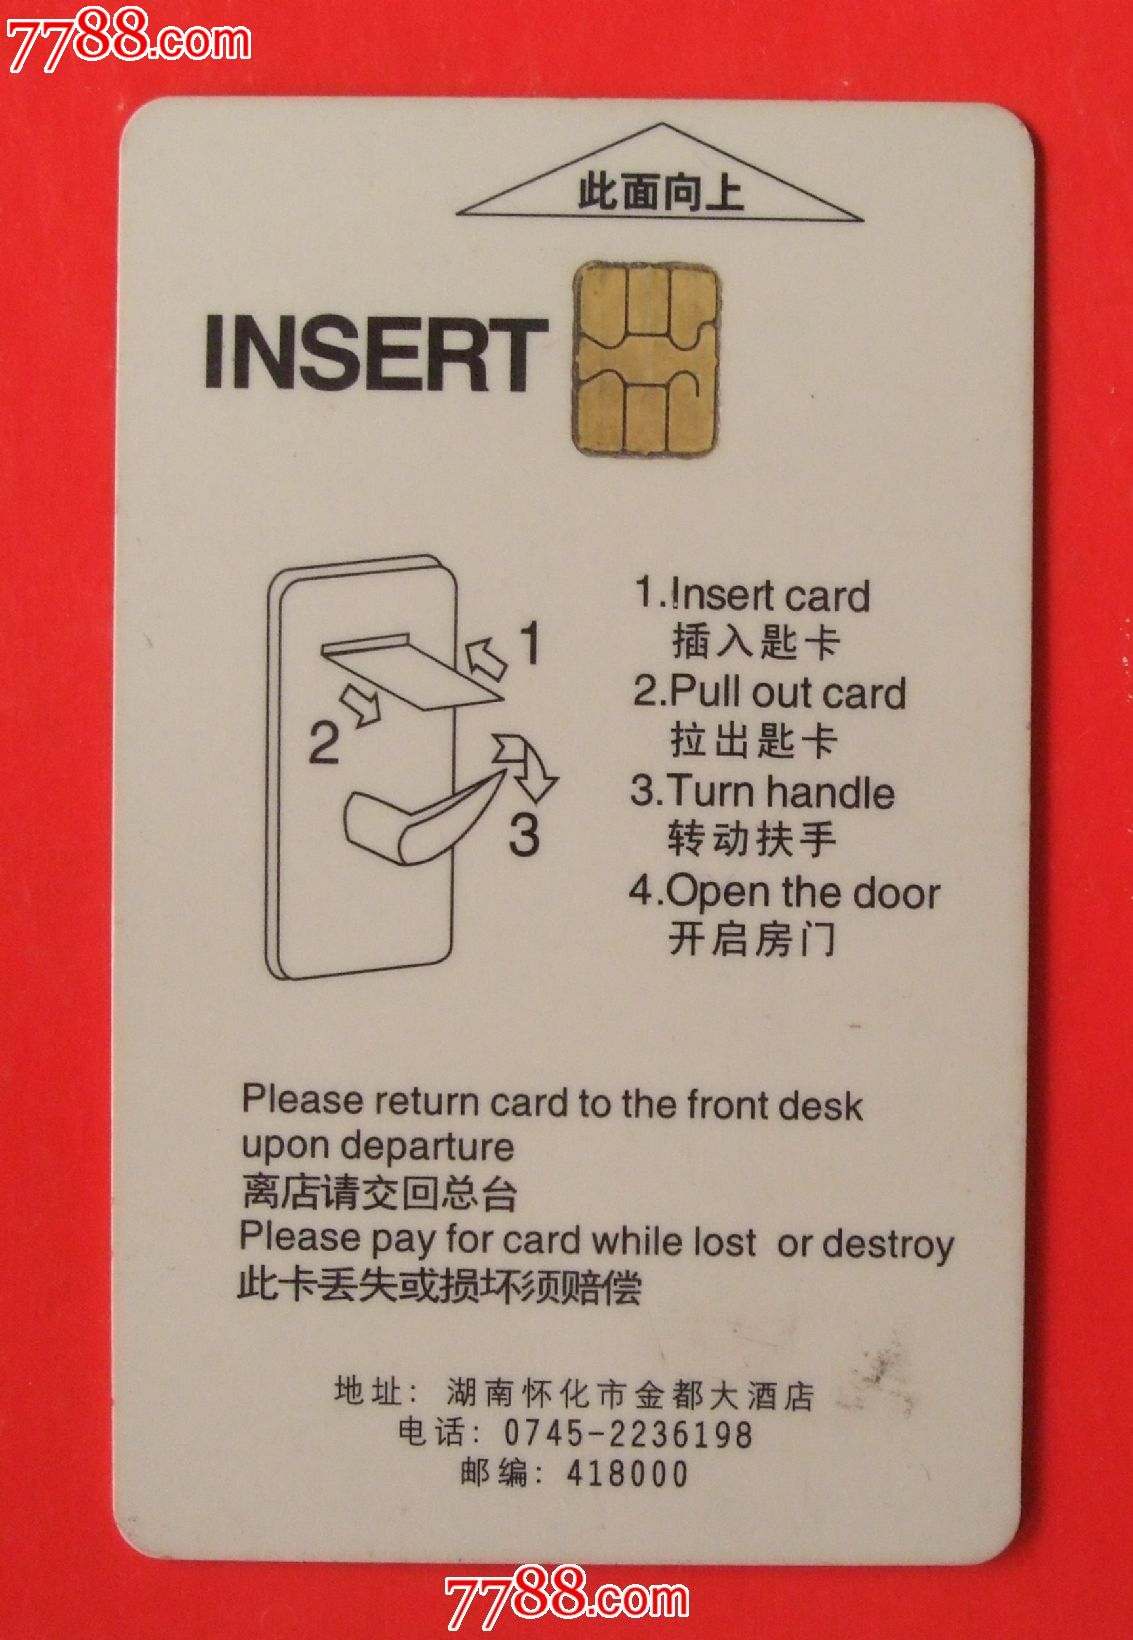 7788.com
此面向上
INSERT
1
2
3
1.Insert card
插入匙卡
2.Pull out card
拉出匙卡
3.Turn handle
转动扶手
4.Open the door
开启房门
Please return card to the front desk
upon departure
离店请交回总台
Please pay for card while lost or destroy
此卡丢失或损坏须赔偿
地址: 湖南怀化市金都大酒店
电话: 0745-2236198
邮编: 418000
7788.com